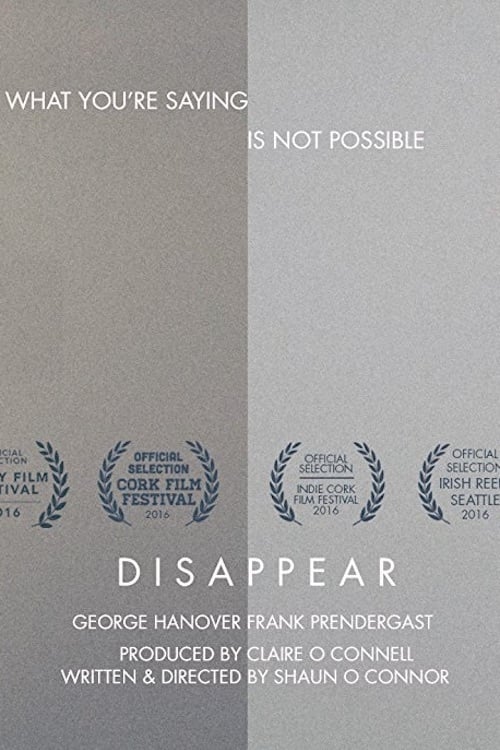 WHAT YOU'RE SAYING
IS NOT POSSIBLE
FILM
2016
OFFICIAL
SELECTION
CORK FILM
FESTIVAL
2016
OFFICIAL
SELECTION
INDIE CORK
FILM FESTIVAL
2016
OFFICIAL
SELECTION
IRISH REEL
SEATTLE
2016
DISAPPEAR
GEORGE HANOVER FRANK PRENDERGAST
PRODUCED BY CLAIRE O CONNELL
WRITTEN & DIRECTED BY SHAUN O CONNOR